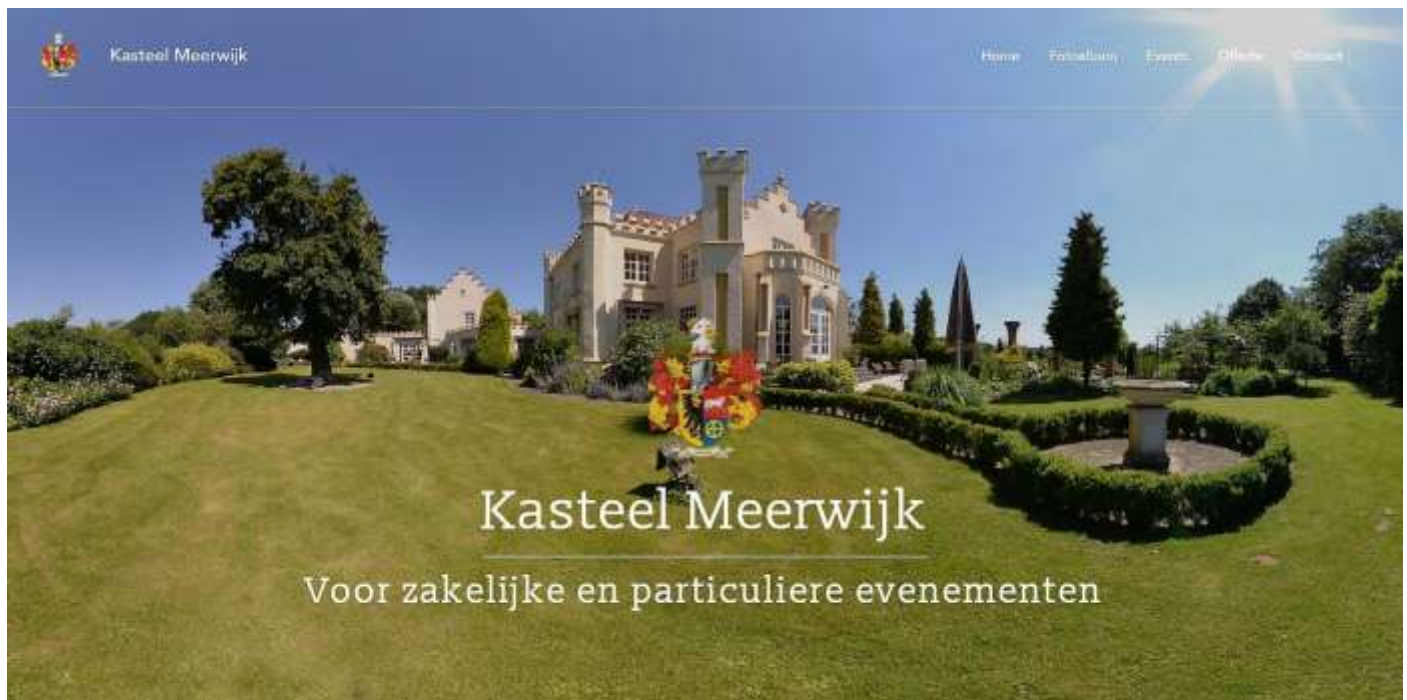 Kasteel Meerwijk
Home Fotoalbum Events Offerte Contact
Kasteel Meerwijk
Voor zakelijke en particuliere evenementen